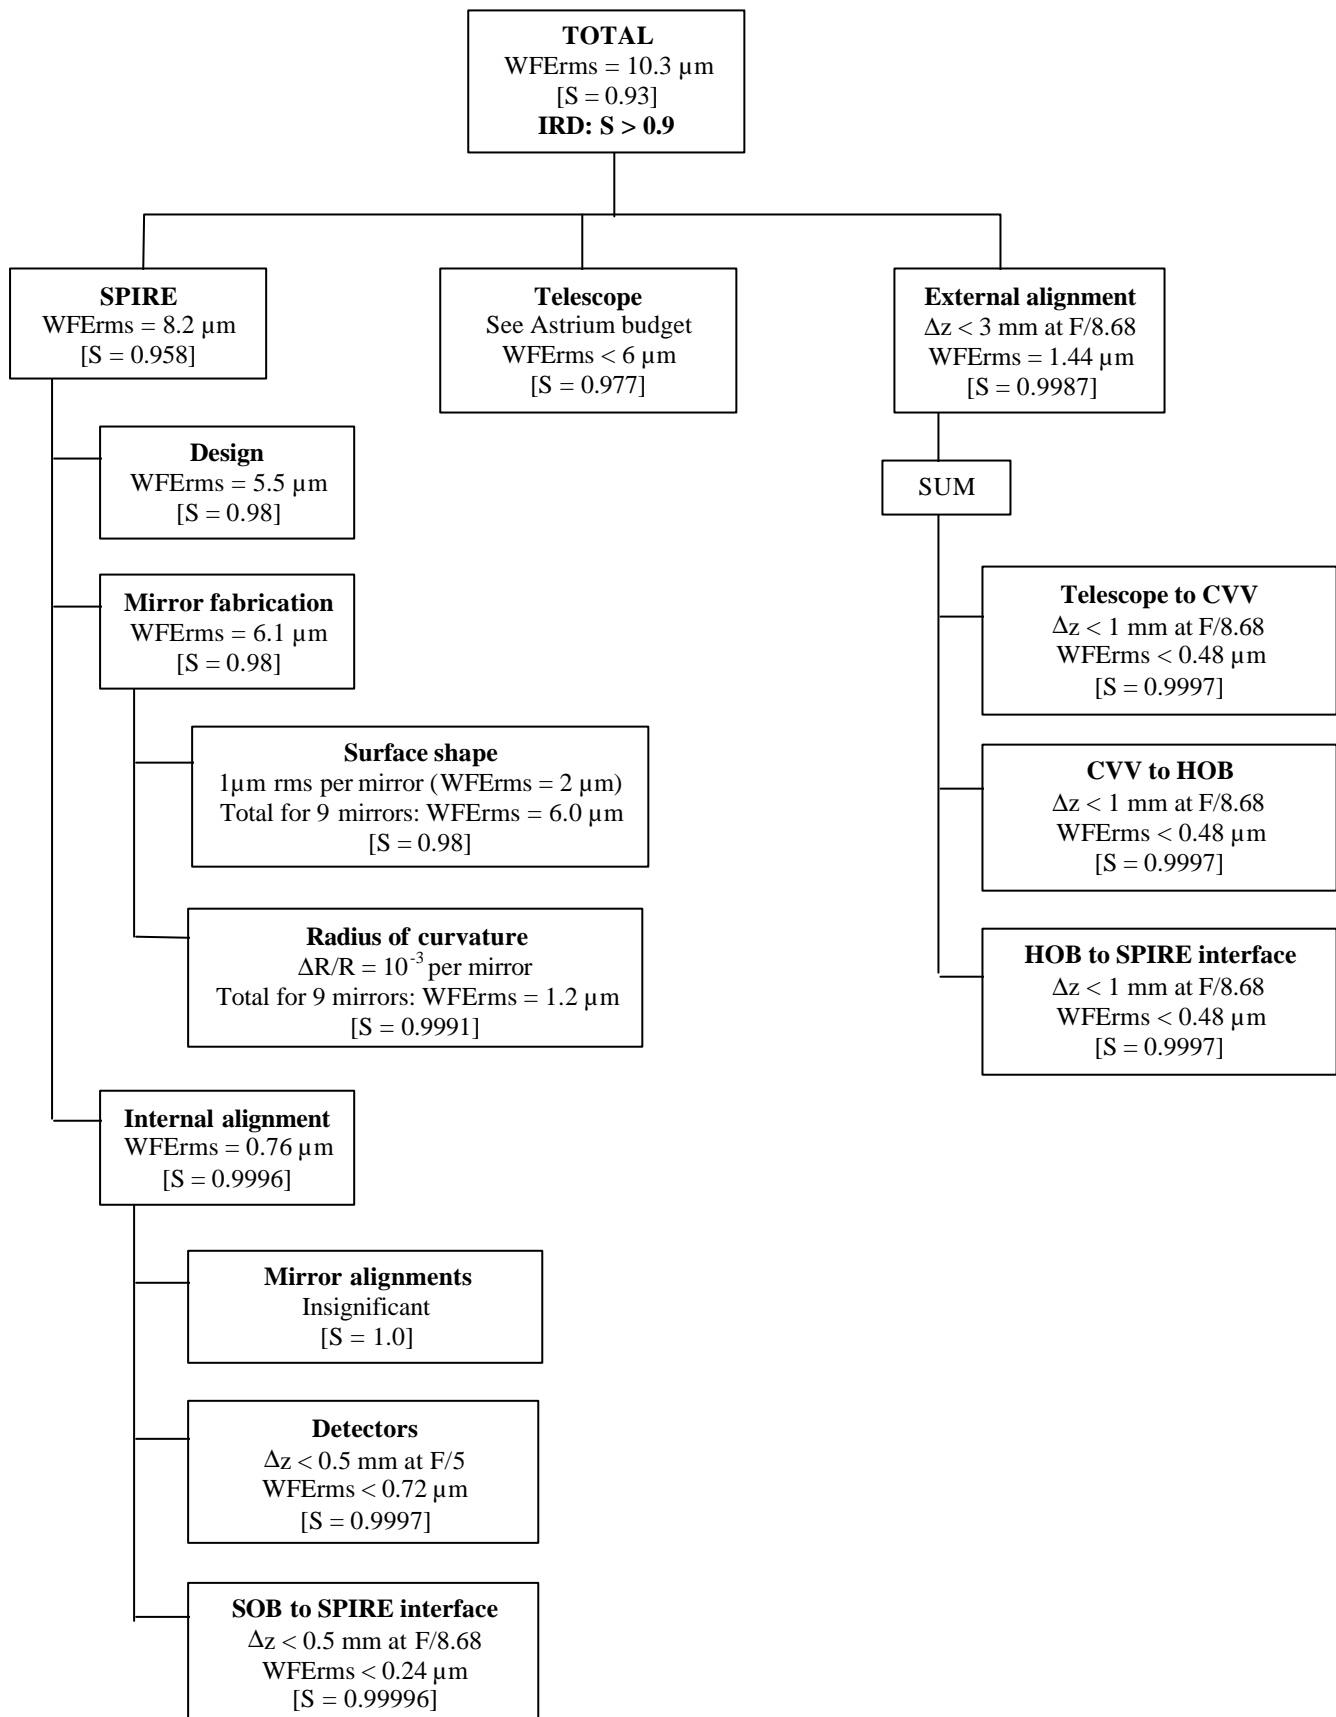 TOTAL
WFErms = 10.3 µm
[S = 0.93]
IRD: S > 0.9
SPIRE
WFErms = 8.2 µm
[S = 0.958]
Telescope
See Astrium budget
WFErms < 6 µm
[S = 0.977]
External alignment
Δz < 3 mm at F/8.68
WFErms = 1.44 µm
[S = 0.9987]
SUM
Design
WFErms = 5.5 µm
[S = 0.98]
Mirror fabrication
WFErms = 6.1 µm
[S = 0.98]
Surface shape
1µm rms per mirror (WFErms = 2 µm)
Total for 9 mirrors: WFErms = 6.0 µm
[S = 0.98]
Radius of curvature
ΔR/R = 10⁻³ per mirror
Total for 9 mirrors: WFErms = 1.2 µm
[S = 0.9991]
Telescope to CVV
Δz < 1 mm at F/8.68
WFErms < 0.48 µm
[S = 0.9997]
CVV to HOB
Δz < 1 mm at F/8.68
WFErms < 0.48 µm
[S = 0.9997]
HOB to SPIRE interface
Δz < 1 mm at F/8.68
WFErms < 0.48 µm
[S = 0.9997]
Internal alignment
WFErms = 0.76 µm
[S = 0.9996]
Mirror alignments
Insignificant
[S = 1.0]
Detectors
Δz < 0.5 mm at F/5
WFErms < 0.72 µm
[S = 0.9997]
SOB to SPIRE interface
Δz < 0.5 mm at F/8.68
WFErms < 0.24 µm
[S = 0.99996]